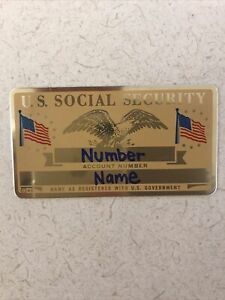 U.S. SOCIAL SECURITY
Number
ACCOUNT NUMBER
Name
NAME AS REGISTERED WITH U.S. GOVERNMENT